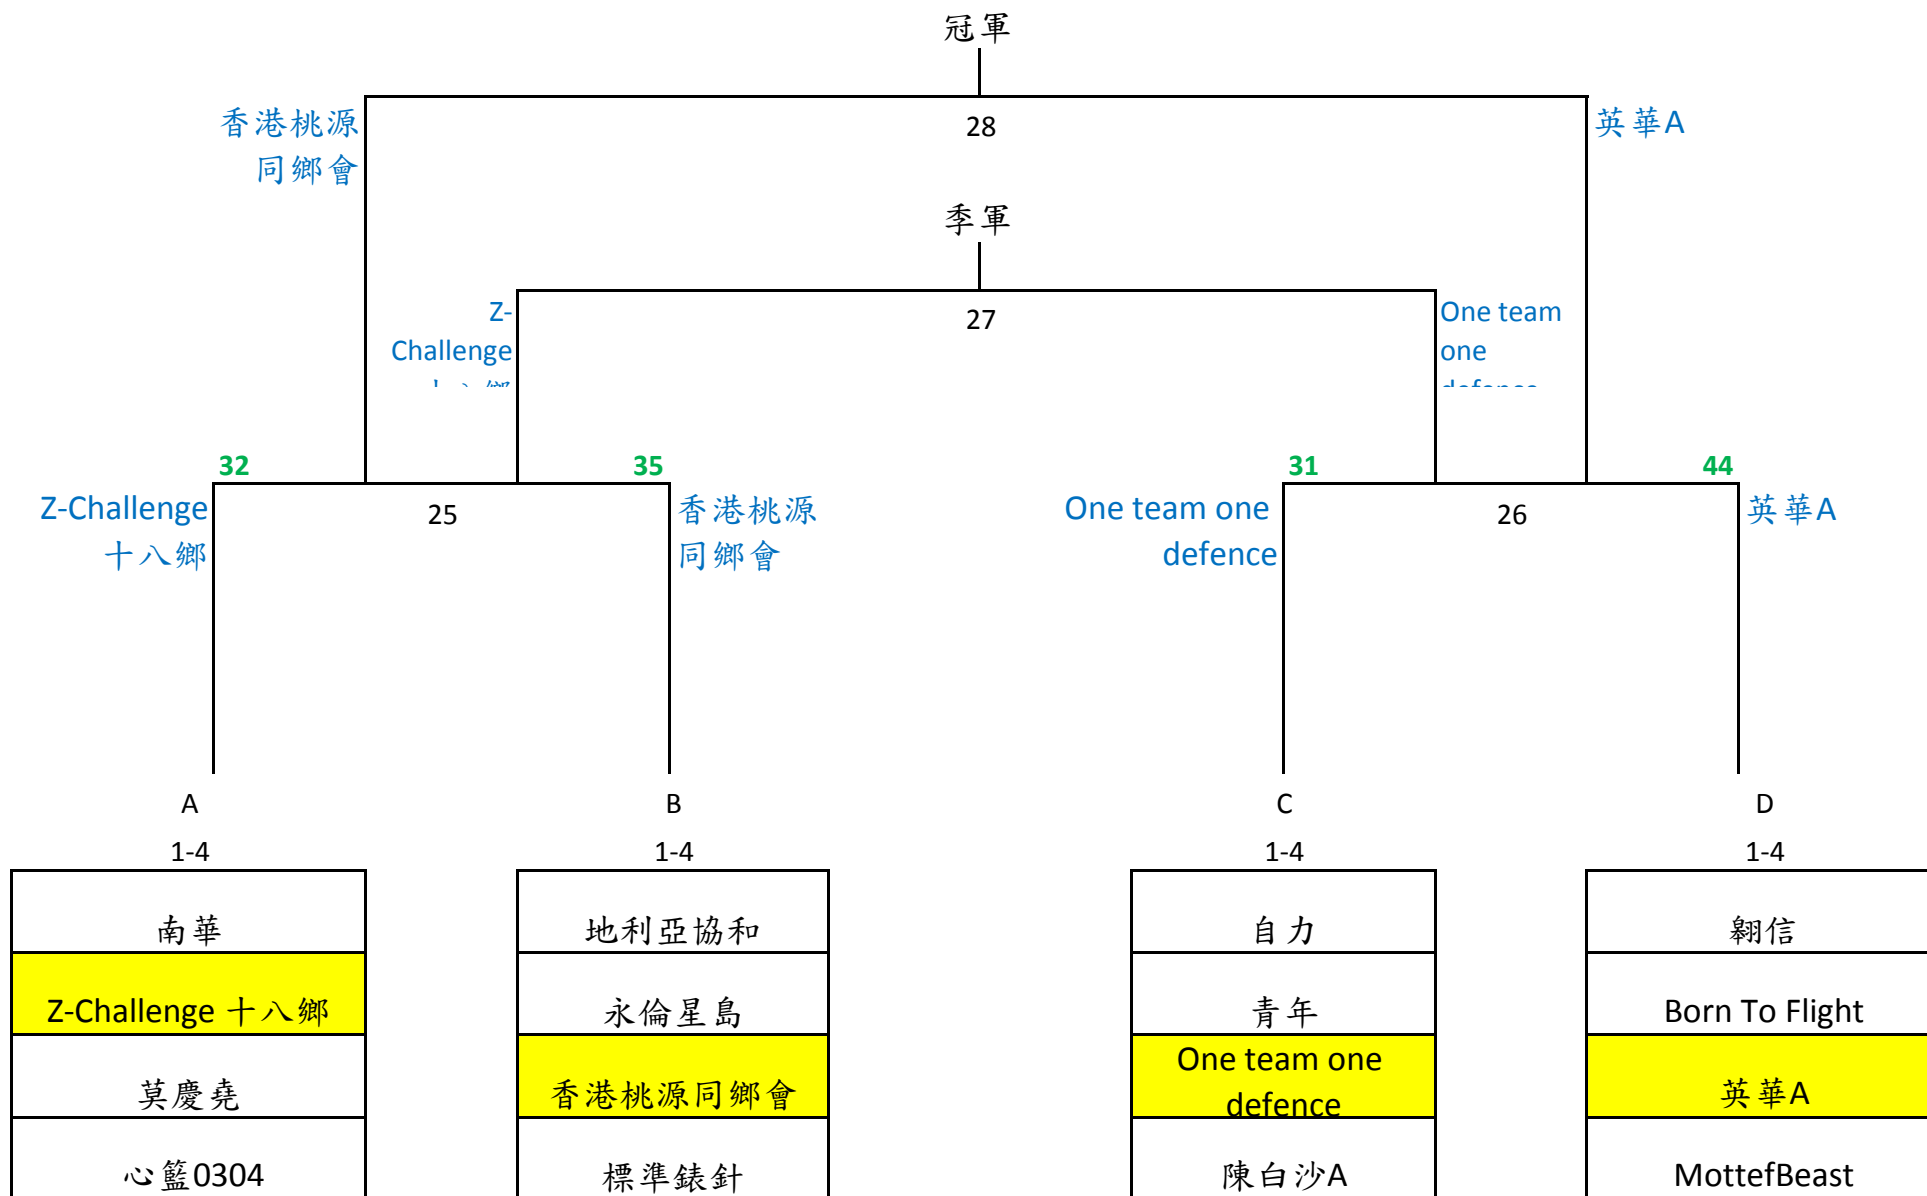 冠軍
香港桃源
同鄉會
28
英華A
季軍
Z-
Challenge
27
One team
one
32
35
31
44
Z-Challenge
十八鄉
25
香港桃源
同鄉會
One team one
defence
26
英華A
A
B
C
D
1-4
1-4
1-4
1-4
南華
地利亞協和
自力
翱信
Z-Challenge 十八鄉
永倫星島
青年
Born To Flight
莫慶堯
香港桃源同鄉會
One team one
defence
英華A
心籃0304
標準錶針
陳白沙A
MottefBeast